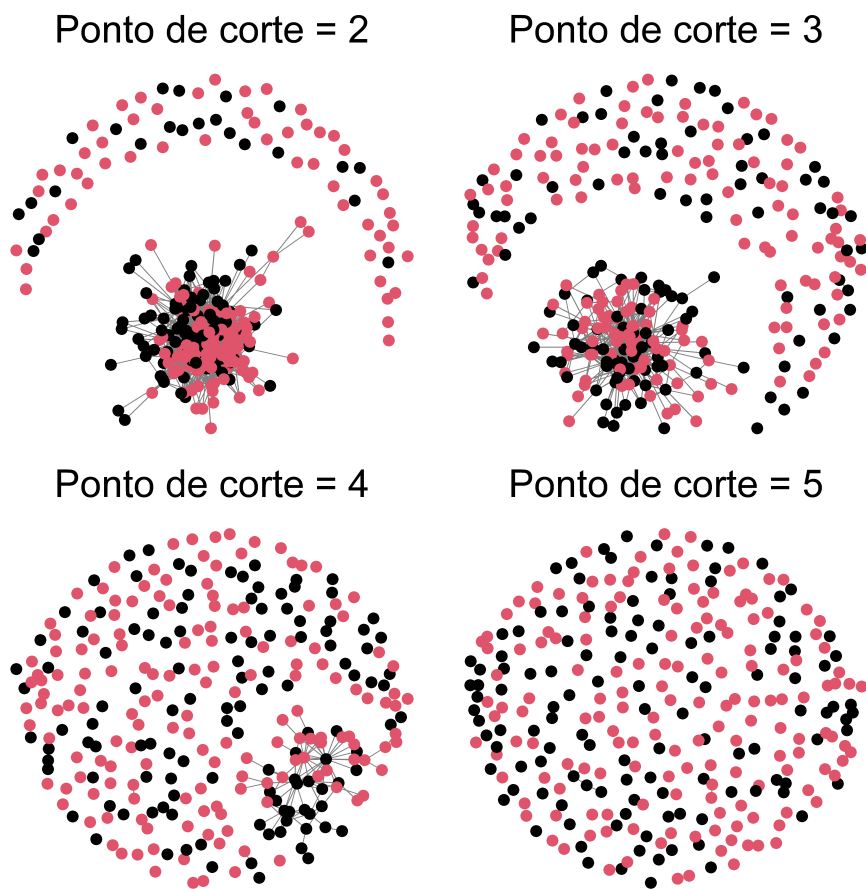 Ponto de corte = 2
Ponto de corte = 3
Ponto de corte = 4
Ponto de corte = 5